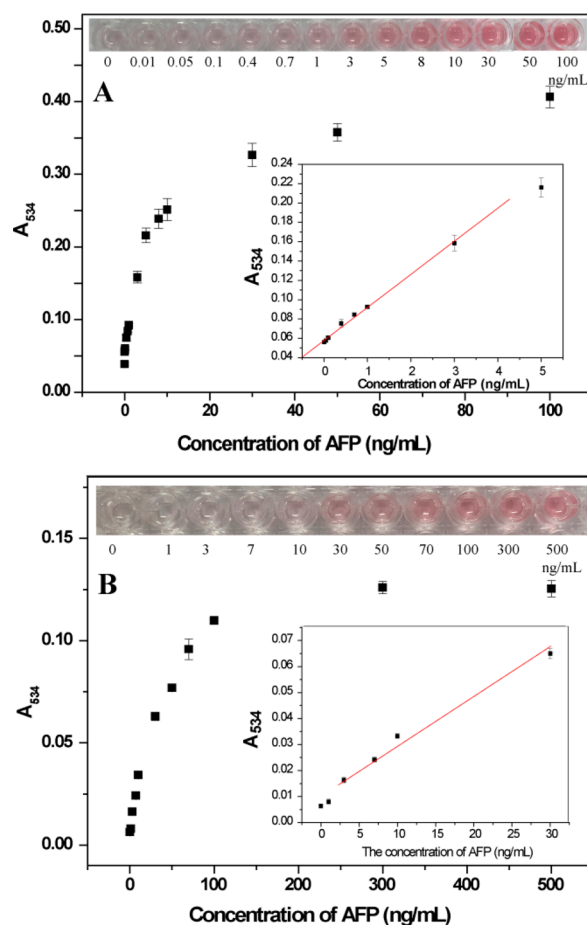 0.50
0.40
0.30
0.20
0.10
0.00
A534
0 0.01 0.05 0.1 0.4 0.7 1 3 5 8 10 30 50 100
ng/mL
A
0.24
0.22
0.20
0.18
0.16
0.14
0.12
0.10
0.08
0.06
0.04
A534
0 1 2 3 4 5
Concentration of AFP (ng/mL)
0 20 40 60 80 100
Concentration of AFP (ng/mL)
0.15
0.10
0.05
0.00
A534
0 1 3 7 10 30 50 70 100 300 500
ng/mL
B
0.07
0.06
0.05
0.04
0.03
0.02
0.01
0.00
A534
0 10 20 30
The concentration of AFP (ng/mL)
0 100 200 300 400 500
Concentration of AFP (ng/mL)